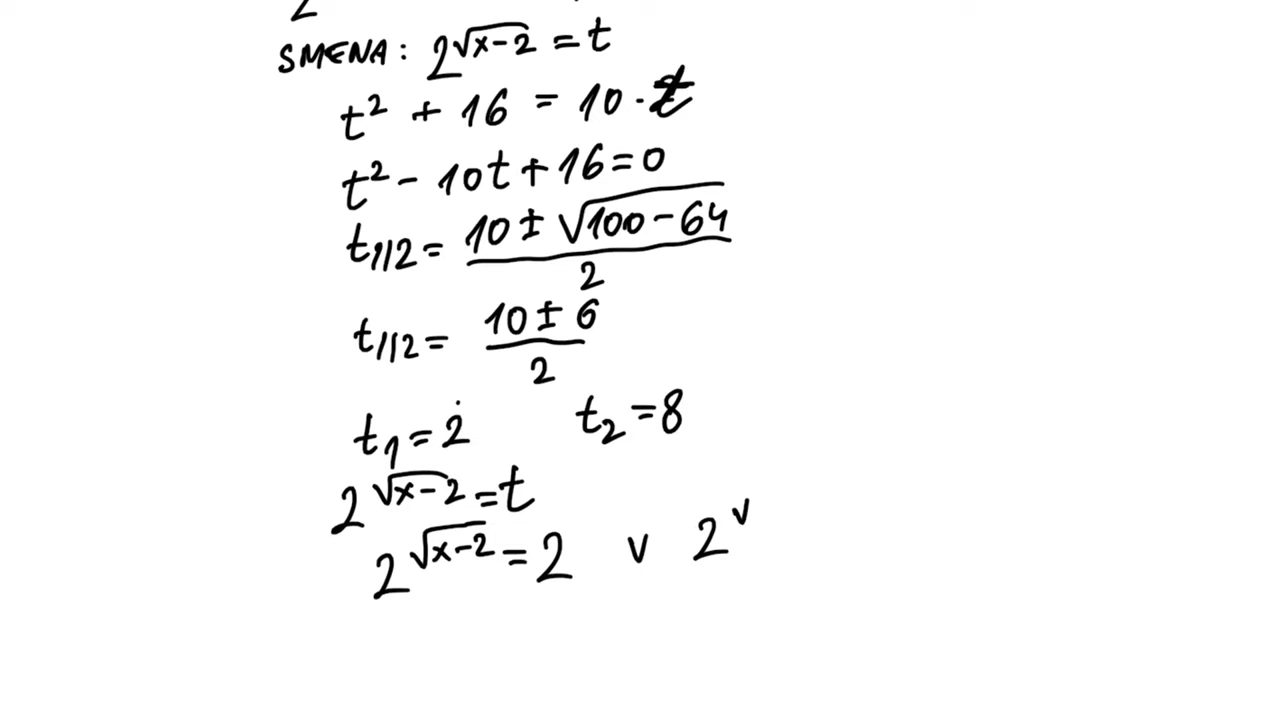 2
SMENA: 2^√(x-2) = t
t² + 16 = 10 · t
t² - 10t + 16 = 0
t₁/₂ = (10 ± √(100 - 64)) / 2
t₁/₂ = (10 ± 6) / 2
t₁ = 2 t₂ = 8
2^√(x-2) = t
2^√(x-2) = 2 ∨ 2^√